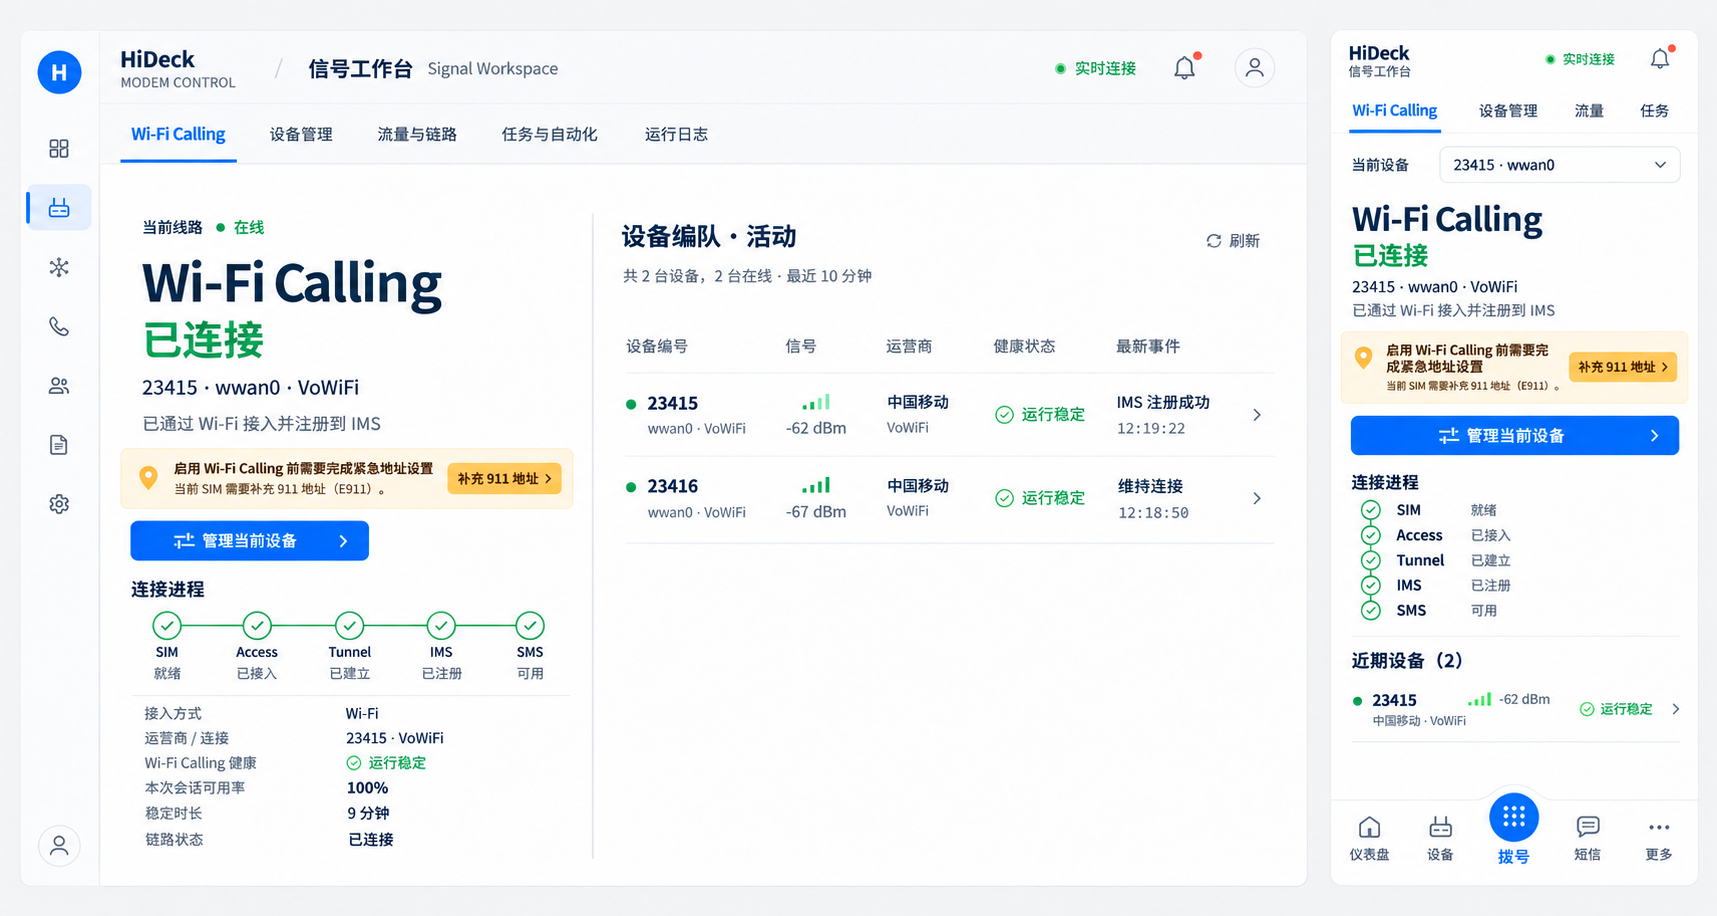 H
HiDeck
MODEM CONTROL
/
信号工作台
Signal Workspace
实时连接
Wi-Fi Calling
设备管理
流量与链路
任务与自动化
运行日志
当前线路
在线
Wi-Fi Calling
已连接
23415 · wwan0 · VoWiFi
已通过 Wi-Fi 接入并注册到 IMS
启用 Wi-Fi Calling 前需要完成紧急地址设置
当前 SIM 需要补充 911 地址（E911）。
补充 911 地址
管理当前设备
连接进程
SIM
Access
Tunnel
IMS
SMS
就绪
已接入
已建立
已注册
可用
接入方式 Wi-Fi
运营商 / 连接 23415 · VoWiFi
Wi-Fi Calling 健康 运行稳定
本次会话可用率 100%
稳定时长 9 分钟
链路状态 已连接
设备编队 · 活动
刷新
共 2 台设备，2 台在线 · 最近 10 分钟
设备编号 信号 运营商 健康状态 最新事件
23415 中国移动 运行稳定 IMS 注册成功
wwan0 · VoWiFi -62 dBm VoWiFi 12:19:22
23416 中国移动 运行稳定 维持连接
wwan0 · VoWiFi -67 dBm VoWiFi 12:18:50
HiDeck
信号工作台
实时连接
Wi-Fi Calling
设备管理
流量
任务
当前设备
23415 · wwan0
Wi-Fi Calling
已连接
23415 · wwan0 · VoWiFi
已通过 Wi-Fi 接入并注册到 IMS
启用 Wi-Fi Calling 前需要完
成紧急地址设置
当前 SIM 需要补充 911 地址（E911）。
补充 911 地址
管理当前设备
连接进程
SIM 就绪
Access 已接入
Tunnel 已建立
IMS 已注册
SMS 可用
近期设备（2）
23415 -62 dBm 运行稳定
中国移动 · VoWiFi
仪表盘
设备
拨号
短信
更多